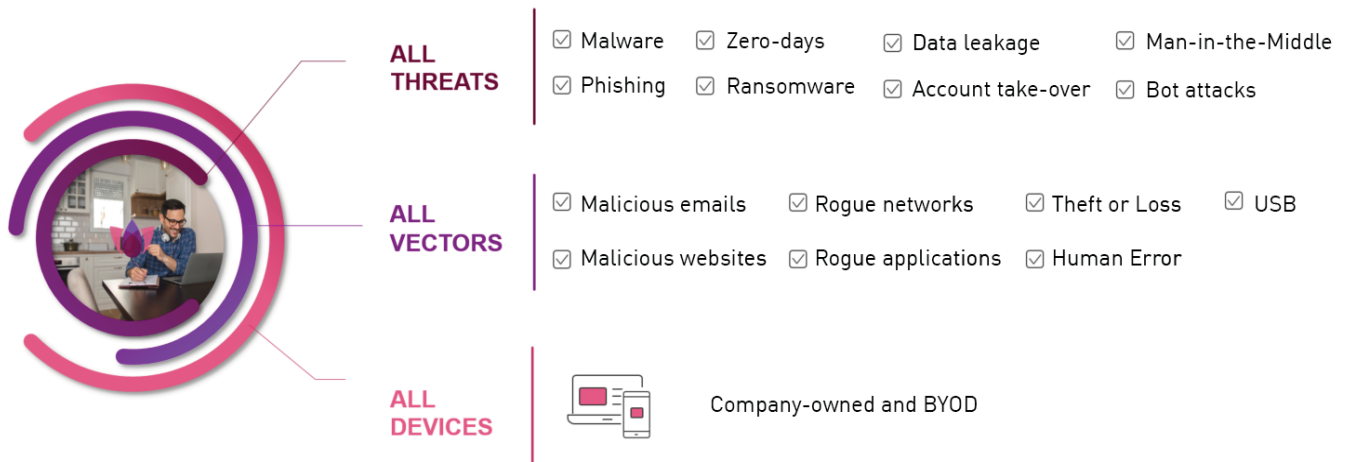 ALL
THREATS
Malware Zero-days Data leakage Man-in-the-Middle
Phishing Ransomware Account take-over Bot attacks
ALL
VECTORS
Malicious emails Rogue networks Theft or Loss USB
Malicious websites Rogue applications Human Error
ALL
DEVICES
Company-owned and BYOD